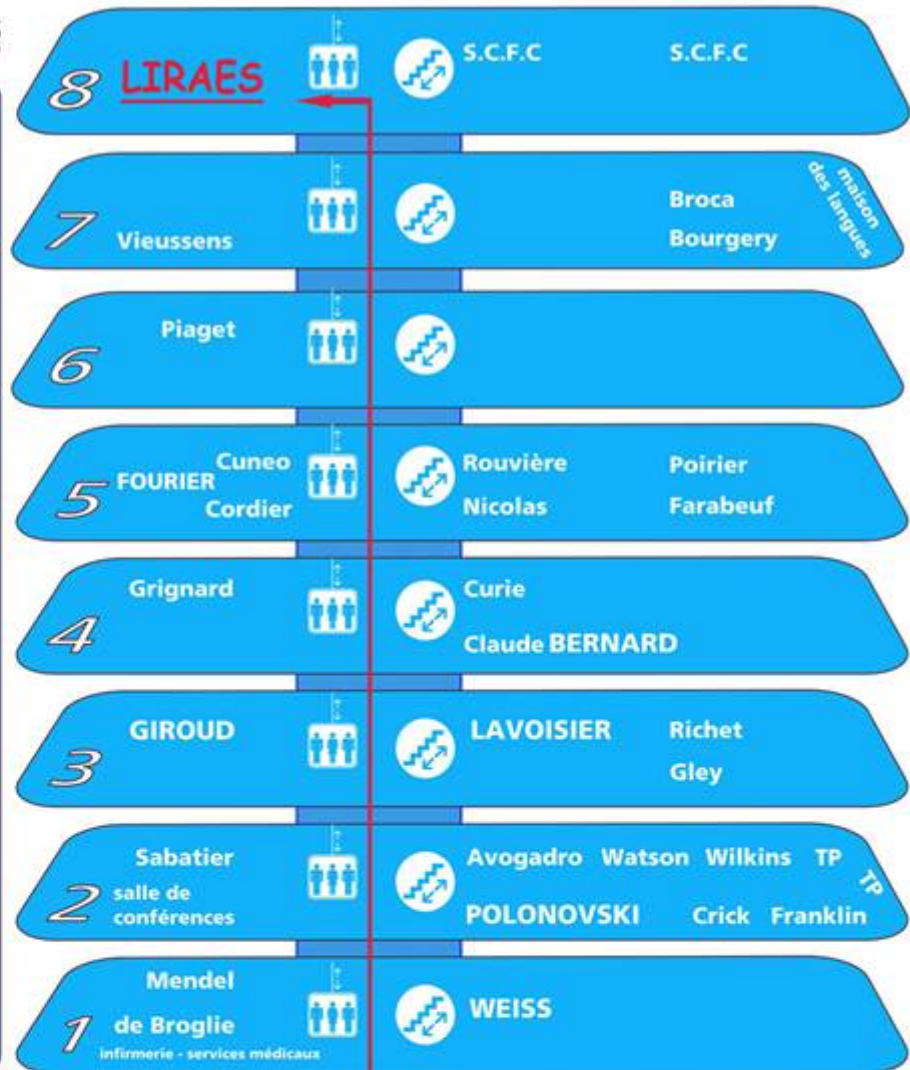 8 LIRAES S.C.F.C S.C.F.C
7 Vieussens Broca
Bourgery
maison
des langues
6 Piaget
5 FOURIER Cuneo Rouvière Poirier
Cordier Nicolas Farabeuf
4 Grignard Curie
Claude BERNARD
3 GIROUD LAVOISIER Richet
Gley
2 Sabatier Avogadro Watson Wilkins TP
TP
salle de
conférences POLONOVSKI Crick Franklin
1 Mendel
de Broglie WEISS
infirmerie - services médicaux